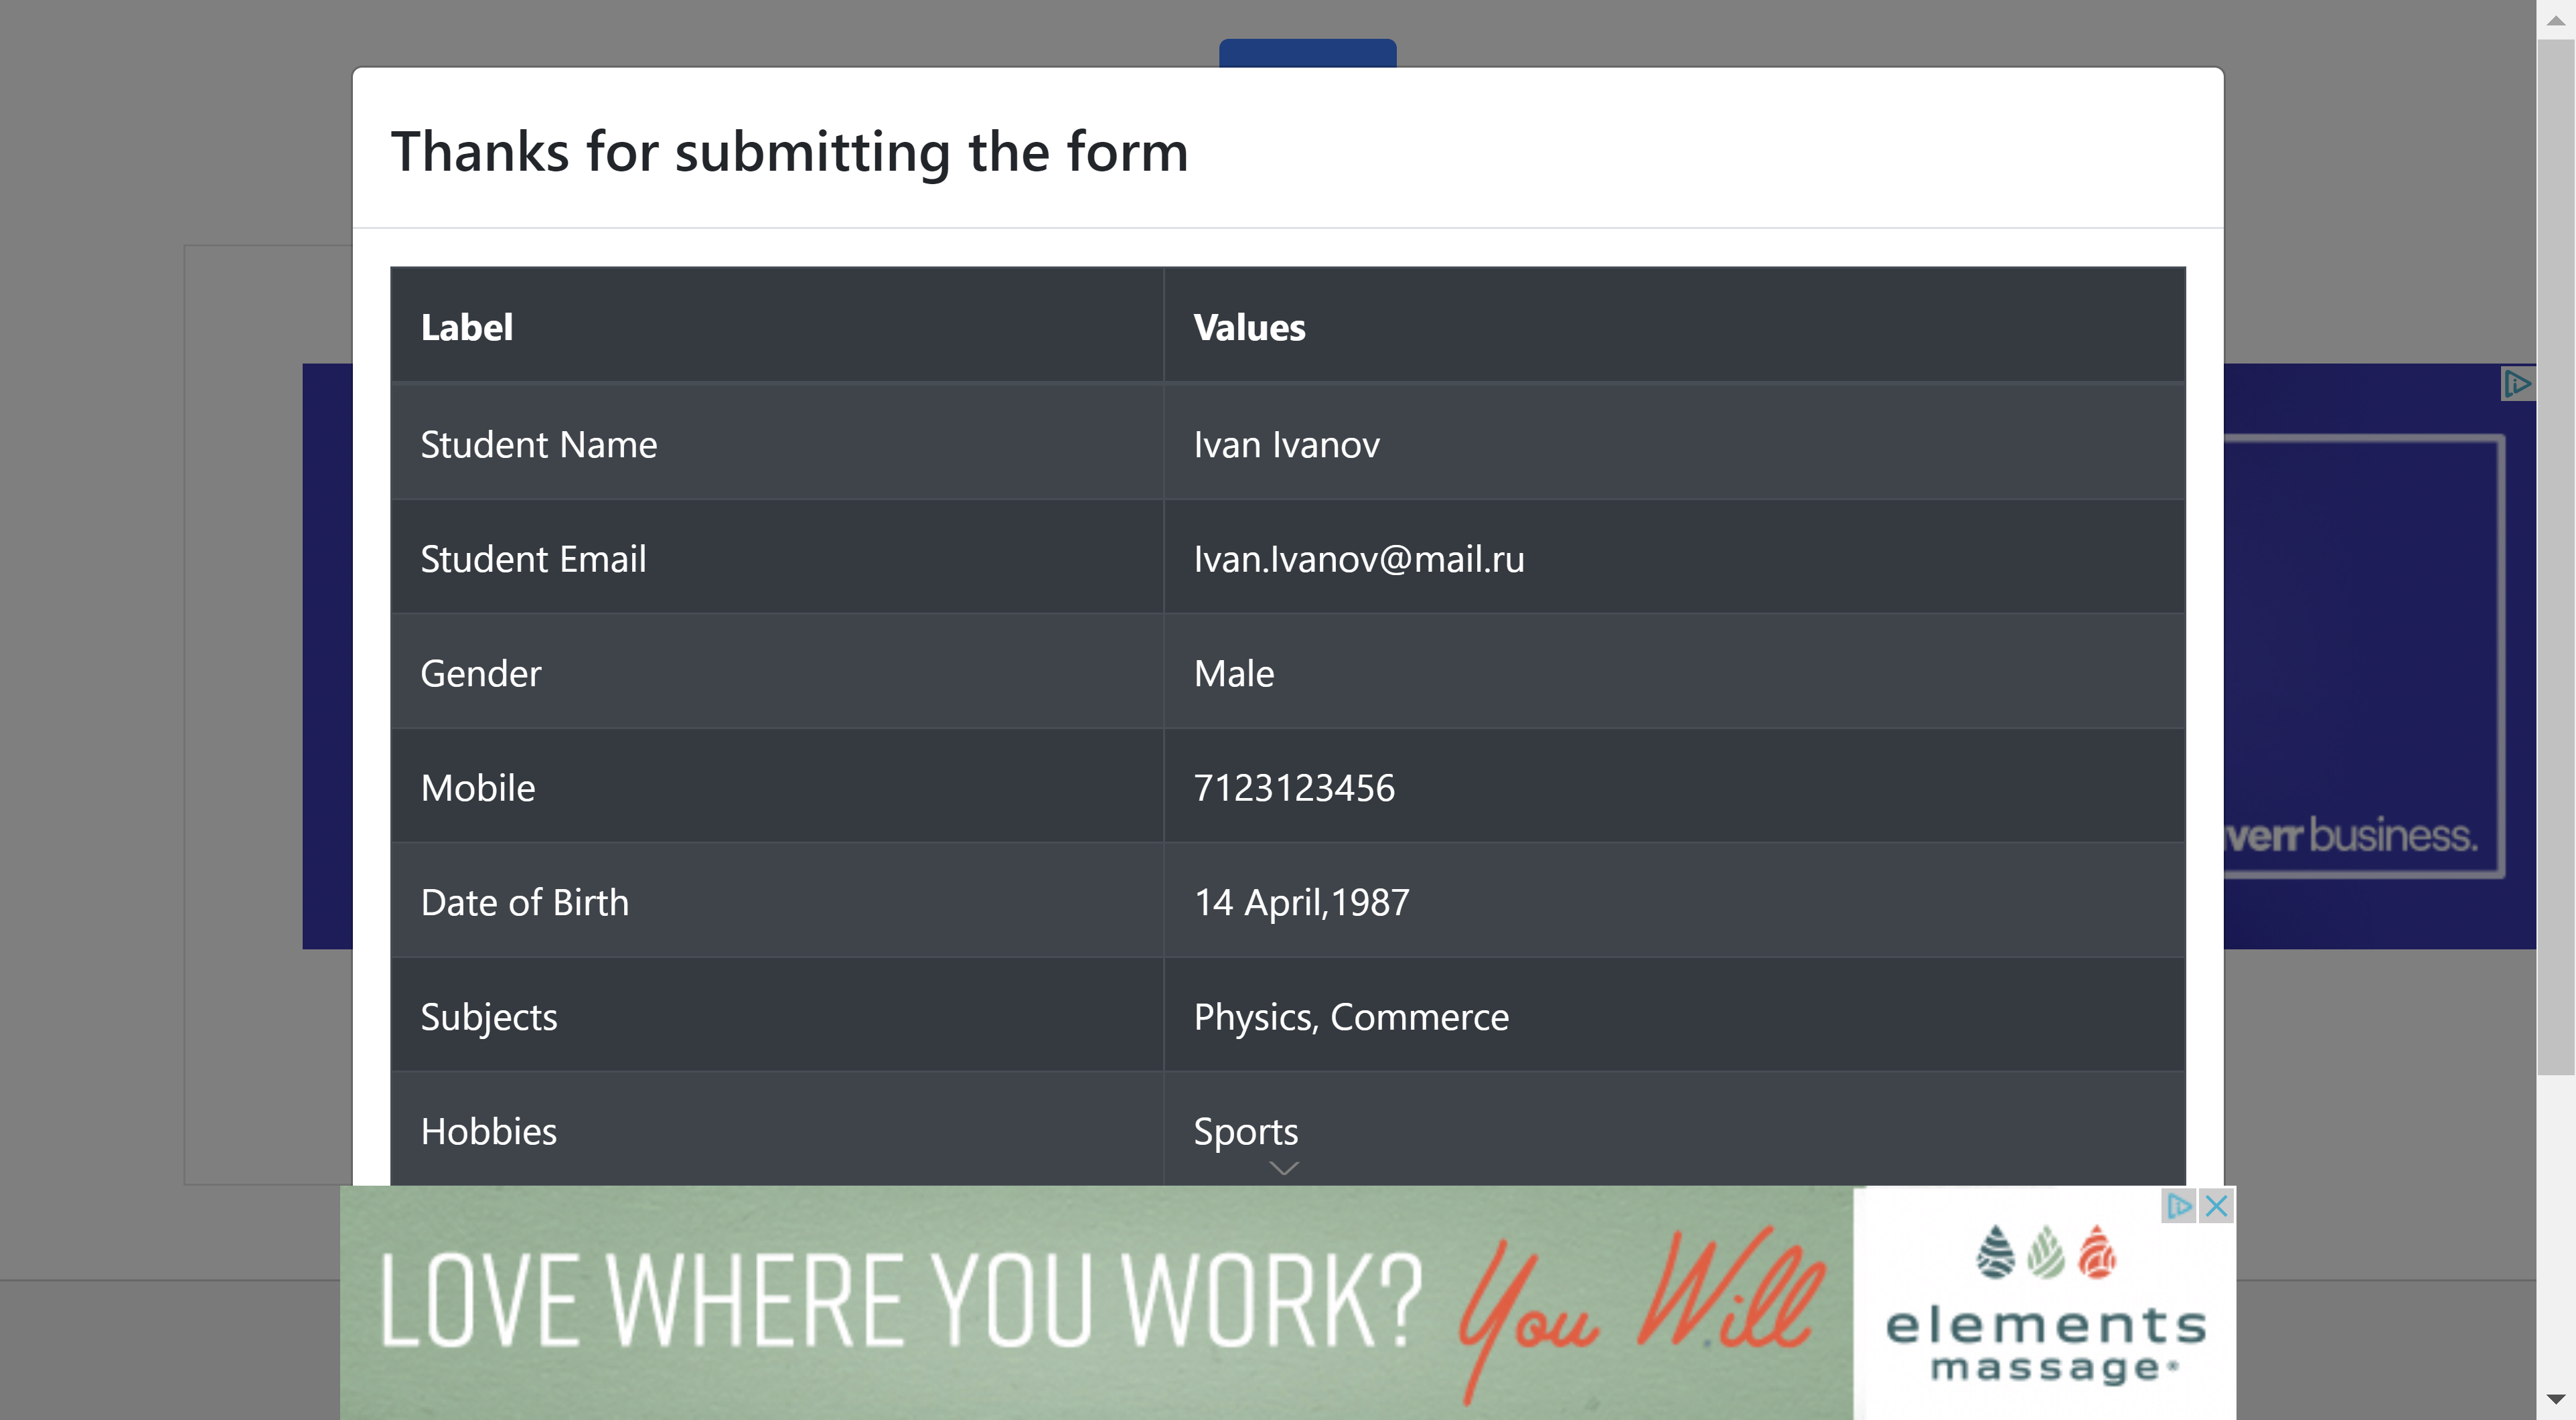 Thanks for submitting the form
Label Values
Student Name Ivan Ivanov
Student Email Ivan.Ivanov@mail.ru
Gender Male
Mobile 7123123456
Date of Birth 14 April,1987
Subjects Physics, Commerce
Hobbies Sports
verr business.
LOVE WHERE YOU WORK? You Will
elements
massage®